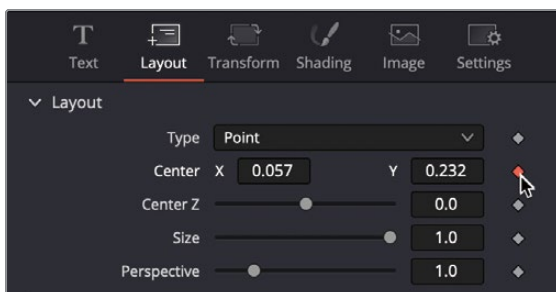 Text Layout Transform Shading Image Settings
Layout
Type Point
Center X 0.057 Y 0.232
Center Z 0.0
Size 1.0
Perspective 1.0